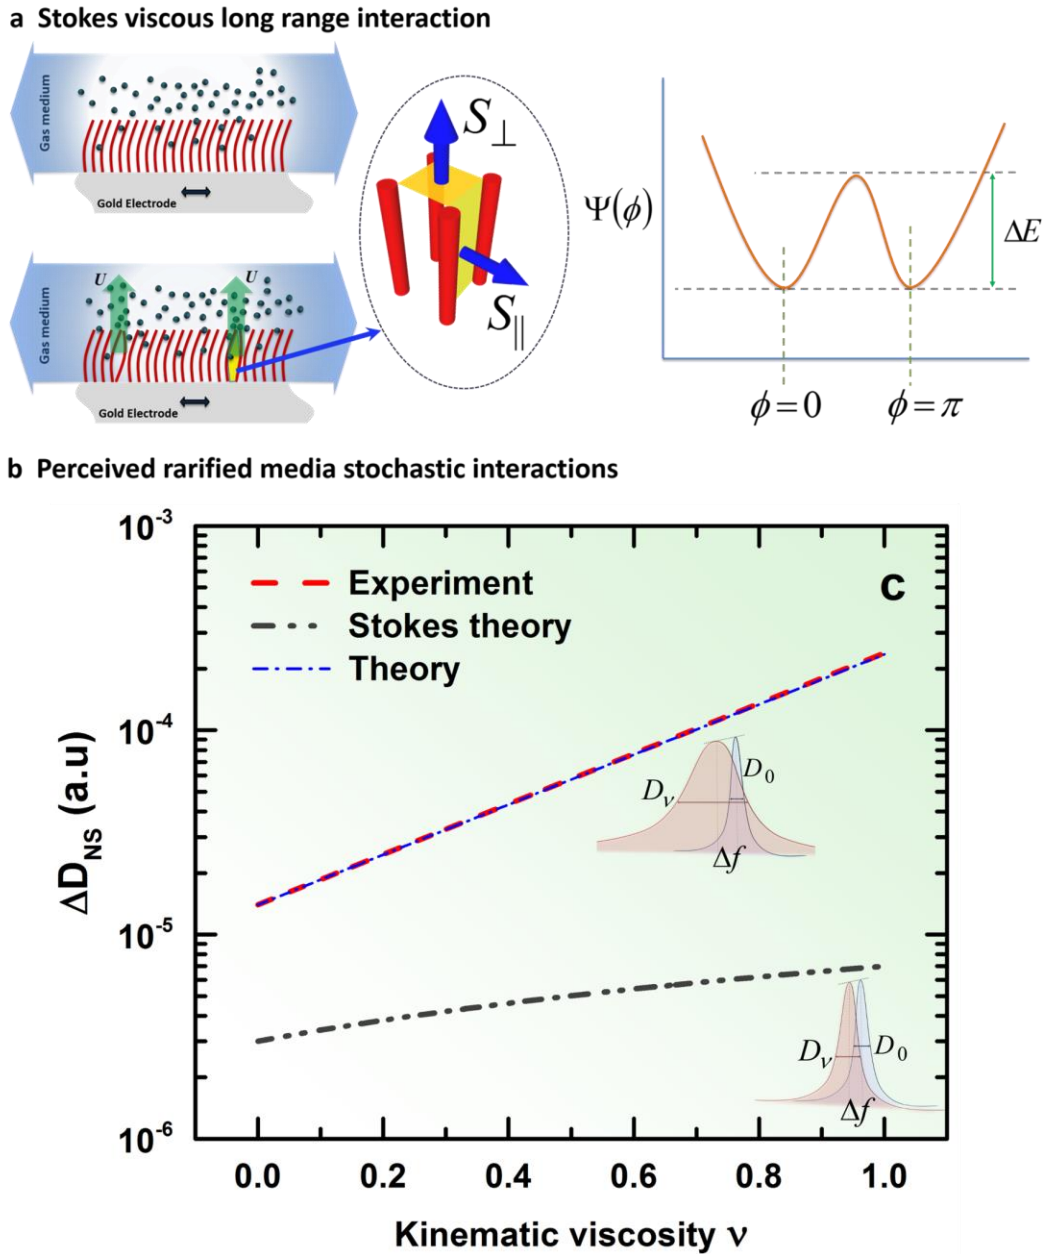 a Stokes viscous long range interaction
Gas medium
Gold Electrode
U
U
Gas medium
Gold Electrode
S⊥
S∥
Ψ(ϕ)
ΔE
ϕ=0
ϕ=π
b Perceived rarified media stochastic interactions
c
Experiment
Stokes theory
Theory
10⁻³
10⁻⁴
10⁻⁵
10⁻⁶
ΔD_NS (a.u)
D_ν
D₀
Δf
D_ν
D₀
Δf
0.0 0.2 0.4 0.6 0.8 1.0
Kinematic viscosity ν